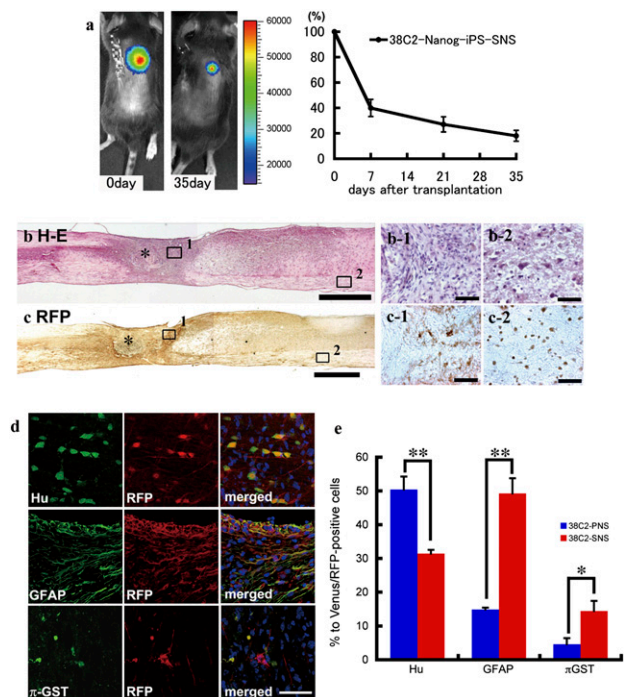 a
0day
35day
60000
50000
40000
30000
20000
(%)
100
80
60
40
20
0
38C2-Nanog-iPS-SNS
0 7 14 21 28 35
days after transplantation
b H-E
*
1
2
b-1
b-2
c RFP
*
1
2
c-1
c-2
d
Hu
RFP
merged
GFAP
RFP
merged
π-GST
RFP
merged
e
% to Venus/RFP-positive cells
60
50
40
30
20
10
0
**
**
*
38C2-PNS
38C2-SNS
Hu
GFAP
πGST